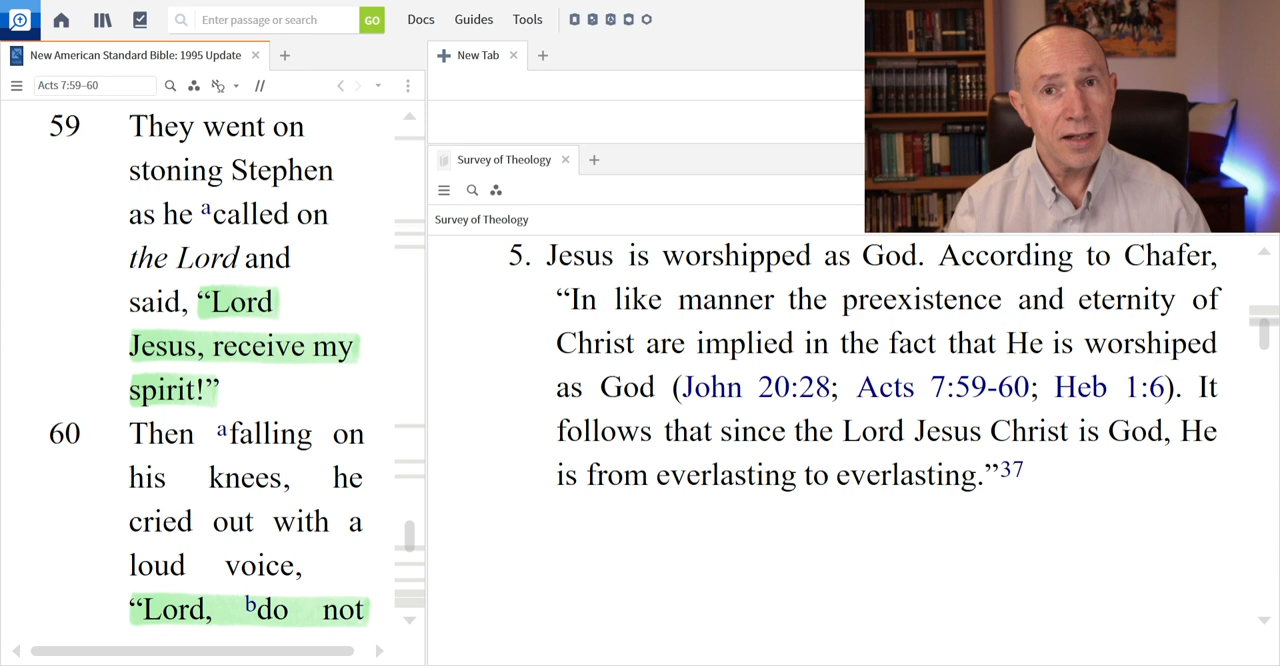 Enter passage or search
GO
Docs
Guides
Tools
New American Standard Bible: 1995 Update
New Tab
Acts 7:59–60
59 They went on
stoning Stephen
as he acalled on
the Lord and
said, “Lord
Jesus, receive my
spirit!”
60 Then afalling on
his knees, he
cried out with a
loud voice,
“Lord, bdo not
Survey of Theology
Survey of Theology
5. Jesus is worshipped as God. According to Chafer,
“In like manner the preexistence and eternity of
Christ are implied in the fact that He is worshiped
as God (John 20:28; Acts 7:59-60; Heb 1:6). It
follows that since the Lord Jesus Christ is God, He
is from everlasting to everlasting.”37